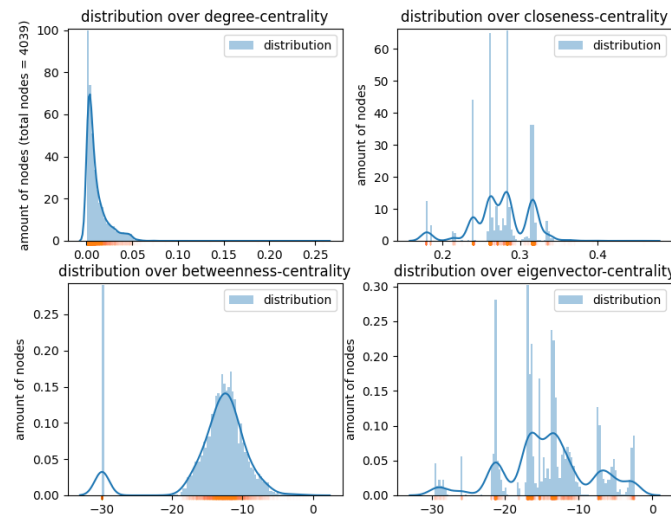 distribution over degree-centrality
amount of nodes (total nodes = 4039)
100
80
60
40
20
0
distribution
0.00 0.05 0.10 0.15 0.20 0.25
distribution over closeness-centrality
amount of nodes
60
50
40
30
20
10
0
distribution
0.2 0.3 0.4
distribution over betweenness-centrality
amount of nodes
0.25
0.20
0.15
0.10
0.05
0.00
distribution
−30 −20 −10 0
distribution over eigenvector-centrality
amount of nodes
0.30
0.25
0.20
0.15
0.10
0.05
0.00
distribution
−30 −20 −10 0